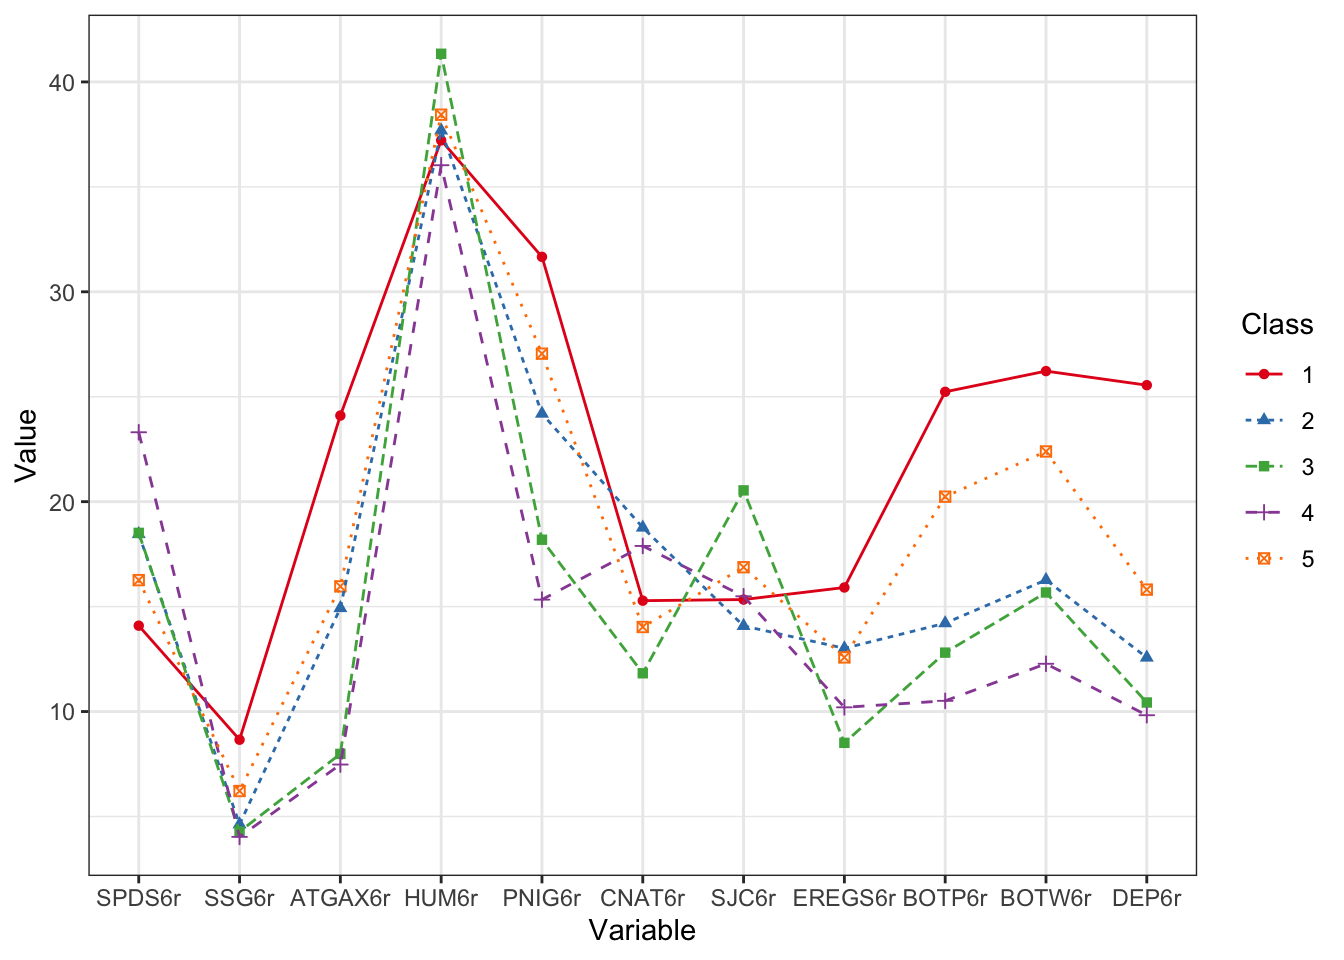 40
30
20
10
Value
SPDS6r SSG6r ATGAX6r HUM6r PNIG6r CNAT6r SJC6r EREGS6r BOTP6r BOTW6r DEP6r
Variable
Class
1
2
3
4
5